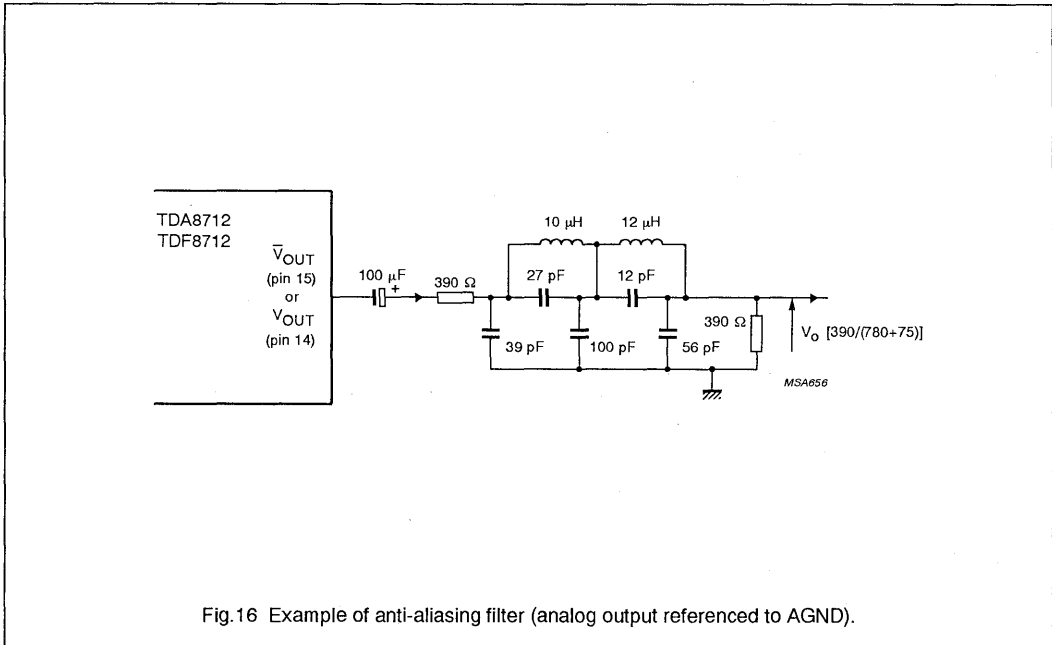 TDA8712
TDF8712
V̅OUT
(pin 15)
or
VOUT
(pin 14)
100 µF
+
390 Ω
10 µH
12 µH
27 pF
12 pF
39 pF
100 pF
56 pF
390 Ω
VO [390/(780+75)]
MSA656
Fig.16 Example of anti-aliasing filter (analog output referenced to AGND).